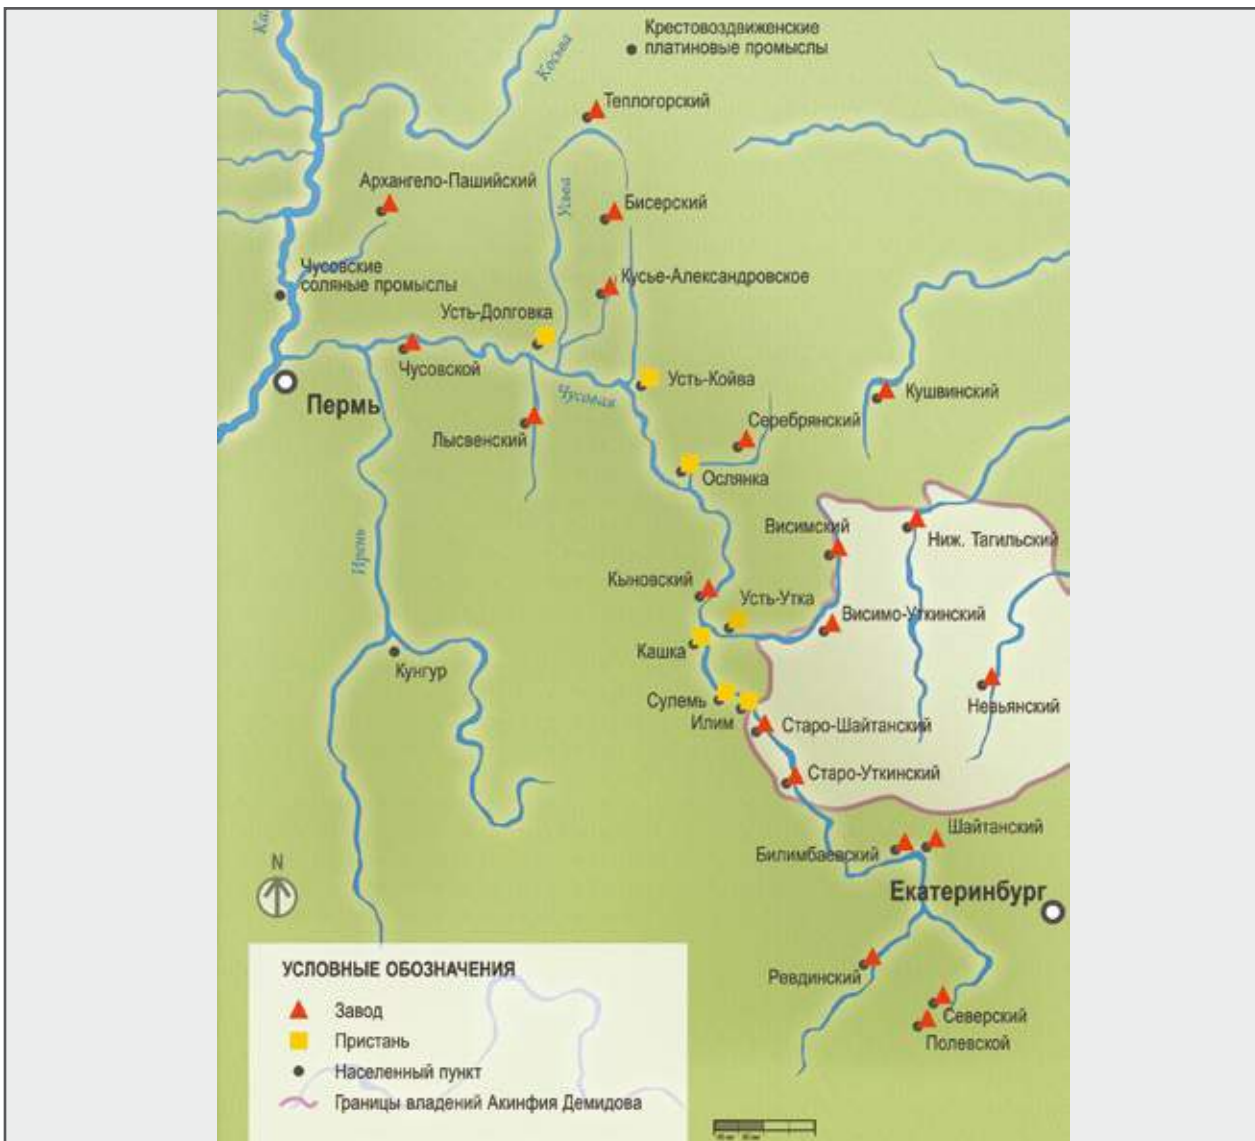 Крестовоздвиженские
платиновые промыслы
Косьва
Теплогорский
Архангело-Пашийский
Усьва
Бисерский
Чусовские
соляные промыслы
Кусье-Александровское
Усть-Долговка
Чусовской
Усть-Койва
Чусовая
Кушвинский
Пермь
Лысвенский
Серебрянский
Ослянка
Висимский
Ниж. Тагильский
Ирень
Кыновский
Усть-Утка
Висимо-Уткинский
Кашка
Кунгур
Сулемь
Илим
Невьянский
Старо-Шайтанский
Старо-Уткинский
Шайтанский
Билимбаевский
N
Екатеринбург
УСЛОВНЫЕ ОБОЗНАЧЕНИЯ
Завод
Пристань
Населенный пункт
Границы владений Акинфия Демидова
Ревдинский
Северский
Полевской